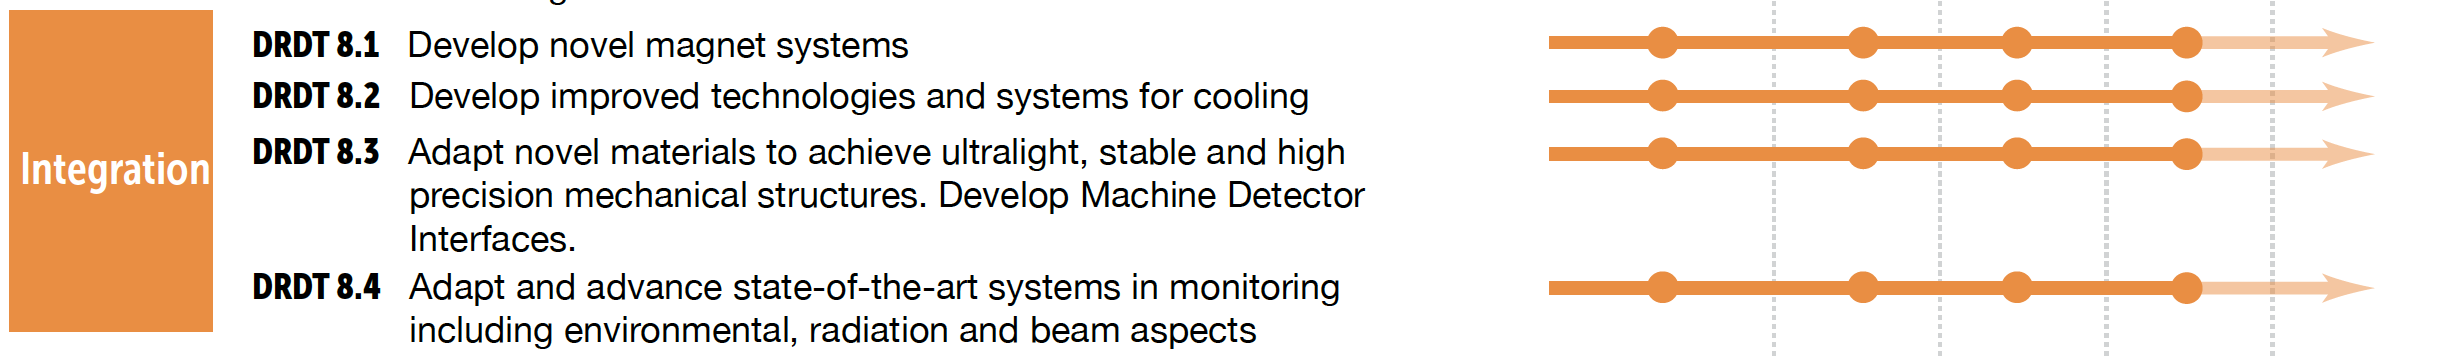 Integration
DRDT 8.1 Develop novel magnet systems
DRDT 8.2 Develop improved technologies and systems for cooling
DRDT 8.3 Adapt novel materials to achieve ultralight, stable and high
precision mechanical structures. Develop Machine Detector
Interfaces.
DRDT 8.4 Adapt and advance state-of-the-art systems in monitoring
including environmental, radiation and beam aspects